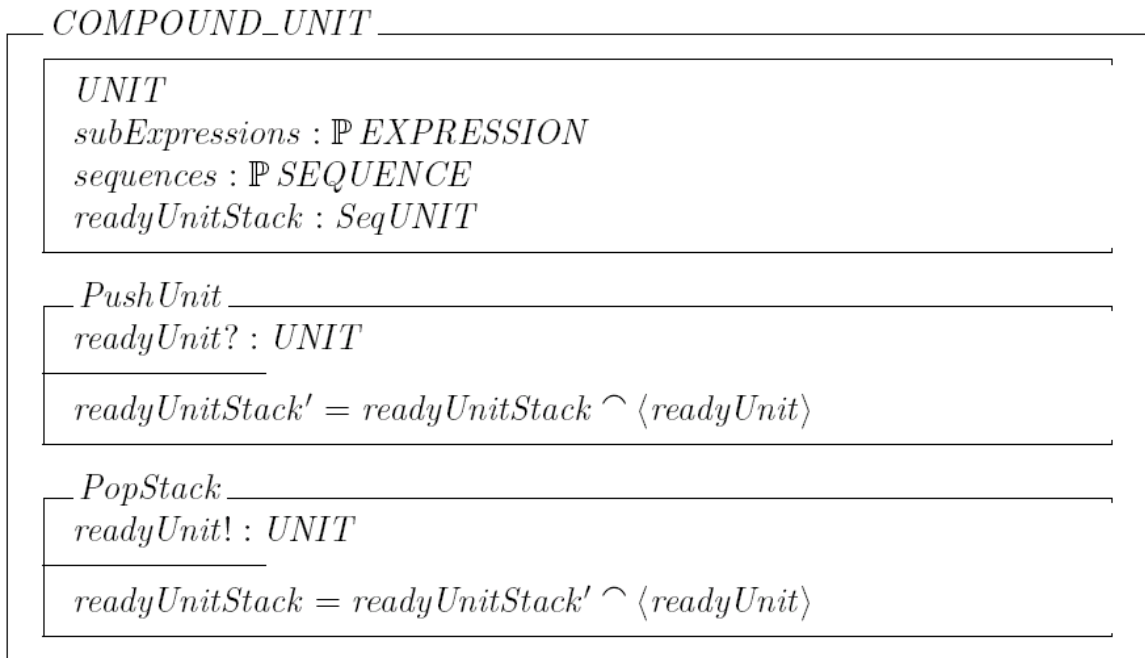 COMPOUND_UNIT
UNIT
subExpressions : ℙ EXPRESSION
sequences : ℙ SEQUENCE
readyUnitStack : SeqUNIT
PushUnit
readyUnit? : UNIT
readyUnitStack′ = readyUnitStack ⌢ ⟨readyUnit⟩
PopStack
readyUnit! : UNIT
readyUnitStack = readyUnitStack′ ⌢ ⟨readyUnit⟩